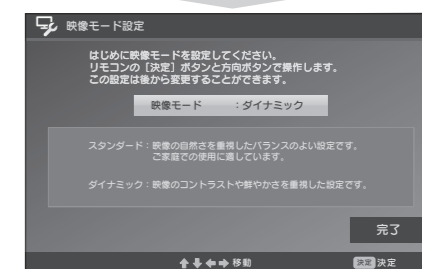 映像モード設定
はじめに映像モードを設定してください。
リモコンの［決定］ボタンと方向ボタンで操作します。
この設定は後から変更することができます。
映像モード　：ダイナミック
スタンダード：映像の自然さを重視したバランスのよい設定です。
ご家庭での使用に適しています。
ダイナミック：映像のコントラストや鮮やかさを重視した設定です。
完了
移動　決定 決定